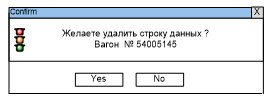 Confirm X
Желаете удалить строку данных ?
Вагон № 54005145
Yes No